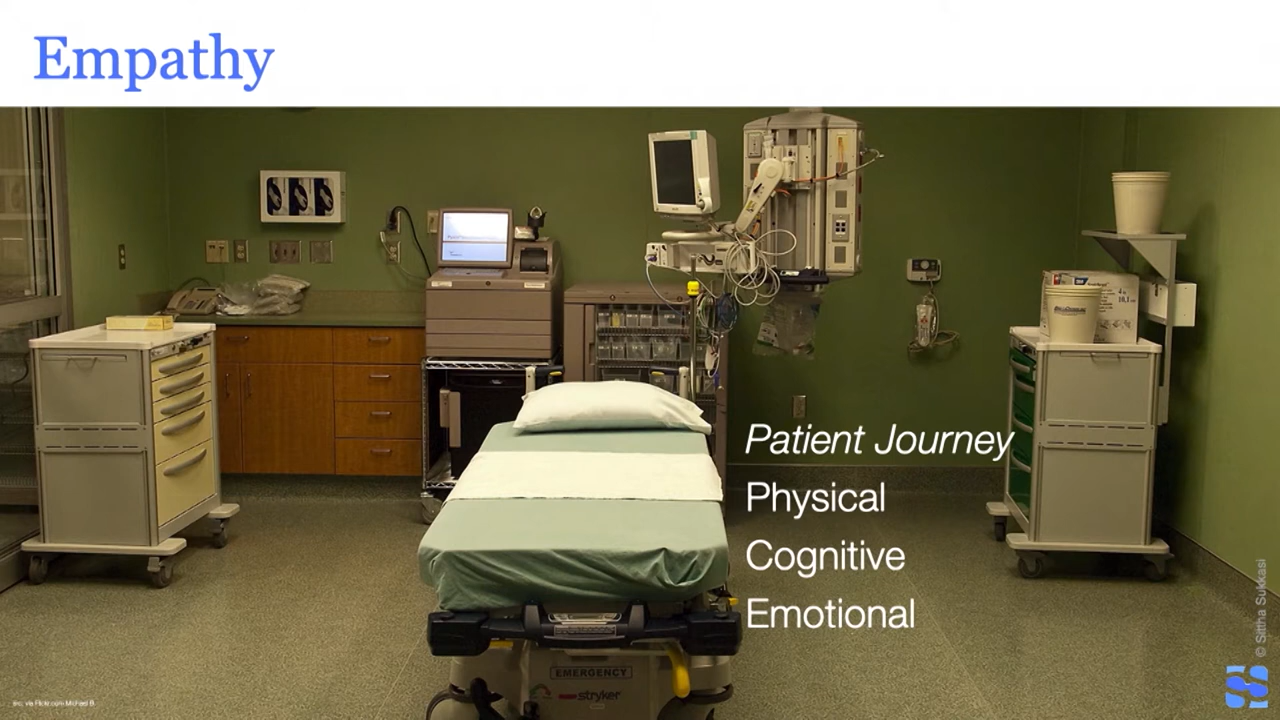 Empathy
Patient Journey
Physical
Cognitive
Emotional
EMERGENCY
stryker
© Sittha Sukkasi